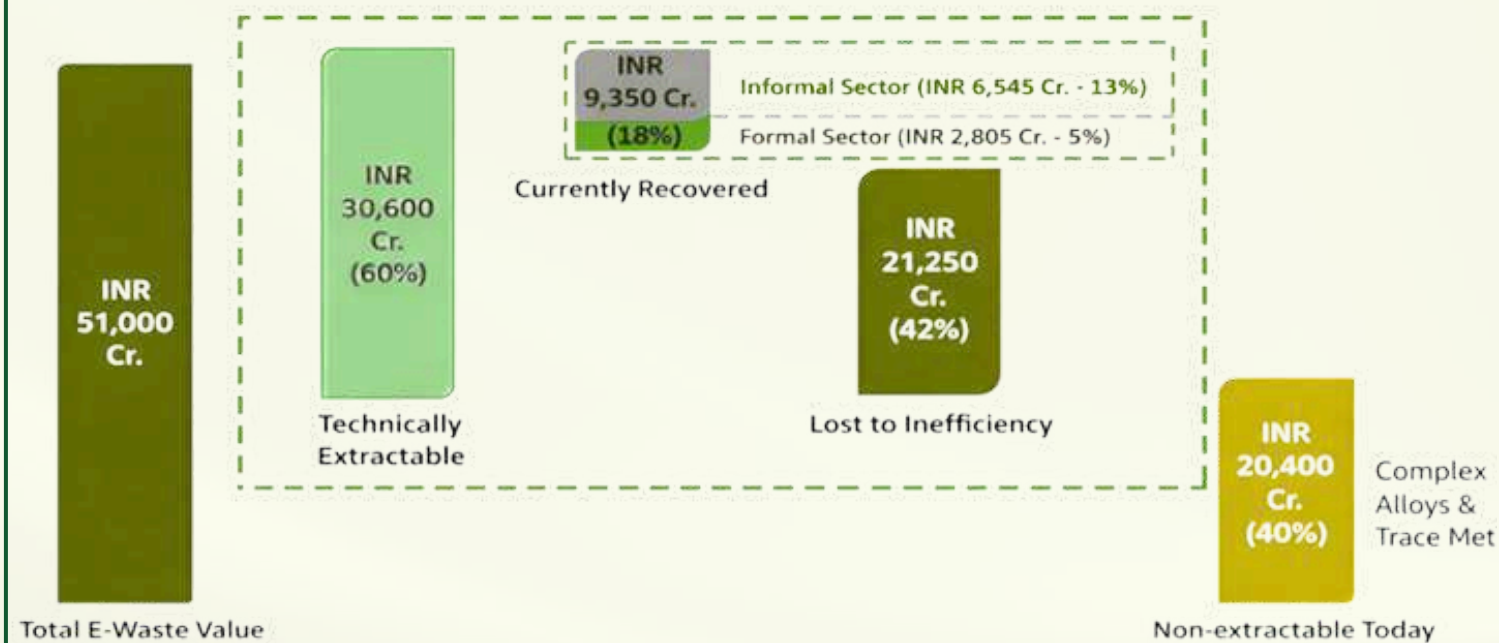 INR
51,000
Cr.
Total E-Waste Value
INR
30,600
Cr.
(60%)
Technically
Extractable
INR
9,350 Cr.
(18%)
Informal Sector (INR 6,545 Cr. - 13%)
Formal Sector (INR 2,805 Cr. - 5%)
Currently Recovered
INR
21,250
Cr.
(42%)
Lost to Inefficiency
INR
20,400
Cr.
(40%)
Complex
Alloys &
Trace Met
Non-extractable Today